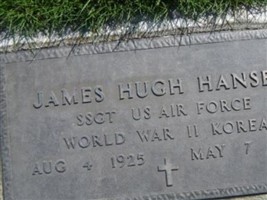 JAMES HUGH HANSE
SSGT US AIR FORCE
WORLD WAR II KOREA
AUG 4 1925 MAY 7